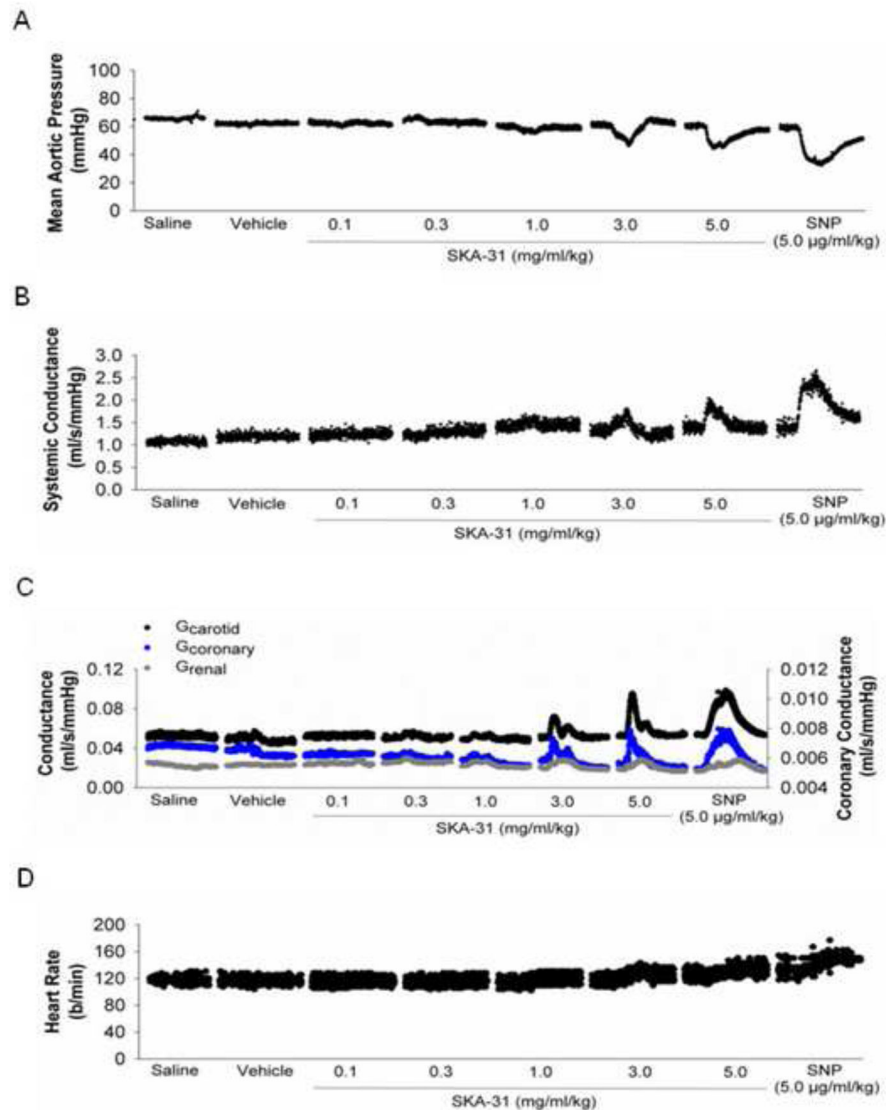 A
Mean Aortic Pressure
(mmHg)
100
80
60
40
20
0
Saline Vehicle 0.1 0.3 1.0 3.0 5.0 SNP
(5.0 µg/ml/kg)
SKA-31 (mg/ml/kg)
B
Systemic Conductance
(ml/s/mmHg)
3.0
2.5
2.0
1.5
1.0
0.5
0.0
Saline Vehicle 0.1 0.3 1.0 3.0 5.0 SNP
(5.0 µg/ml/kg)
SKA-31 (mg/ml/kg)
C
Gcarotid
Gcoronary
Grenal
Conductance
(ml/s/mmHg)
0.12
0.08
0.04
0.00
0.012
0.010
0.008
0.006
0.004
Coronary Conductance
(ml/s/mmHg)
Saline Vehicle 0.1 0.3 1.0 3.0 5.0 SNP
(5.0 µg/ml/kg)
SKA-31 (mg/ml/kg)
D
Heart Rate
(b/min)
200
160
120
80
40
0
Saline Vehicle 0.1 0.3 1.0 3.0 5.0 SNP
(5.0 µg/ml/kg)
SKA-31 (mg/ml/kg)